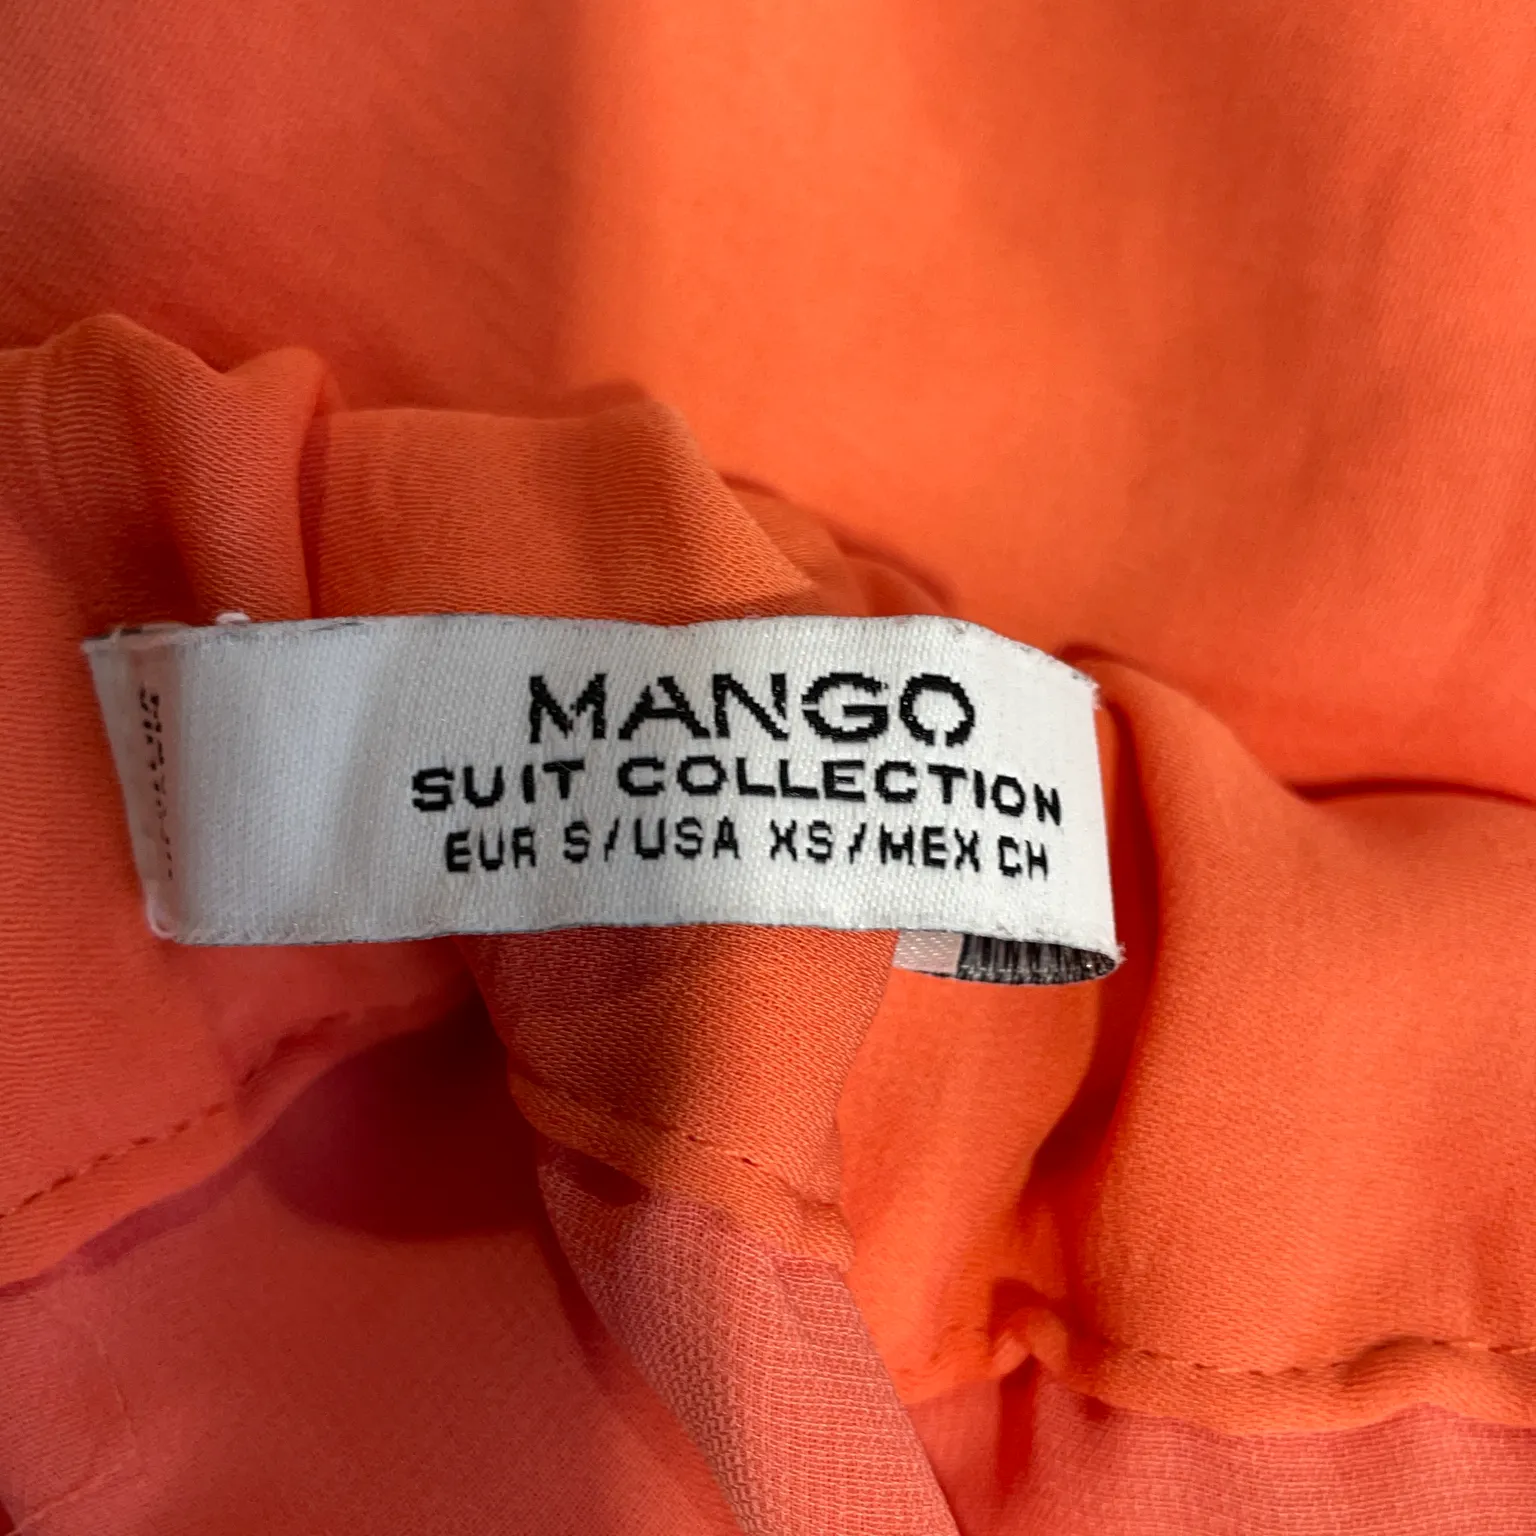 MANGO
SUIT COLLECTION
EUR S/USA XS/MEX CH